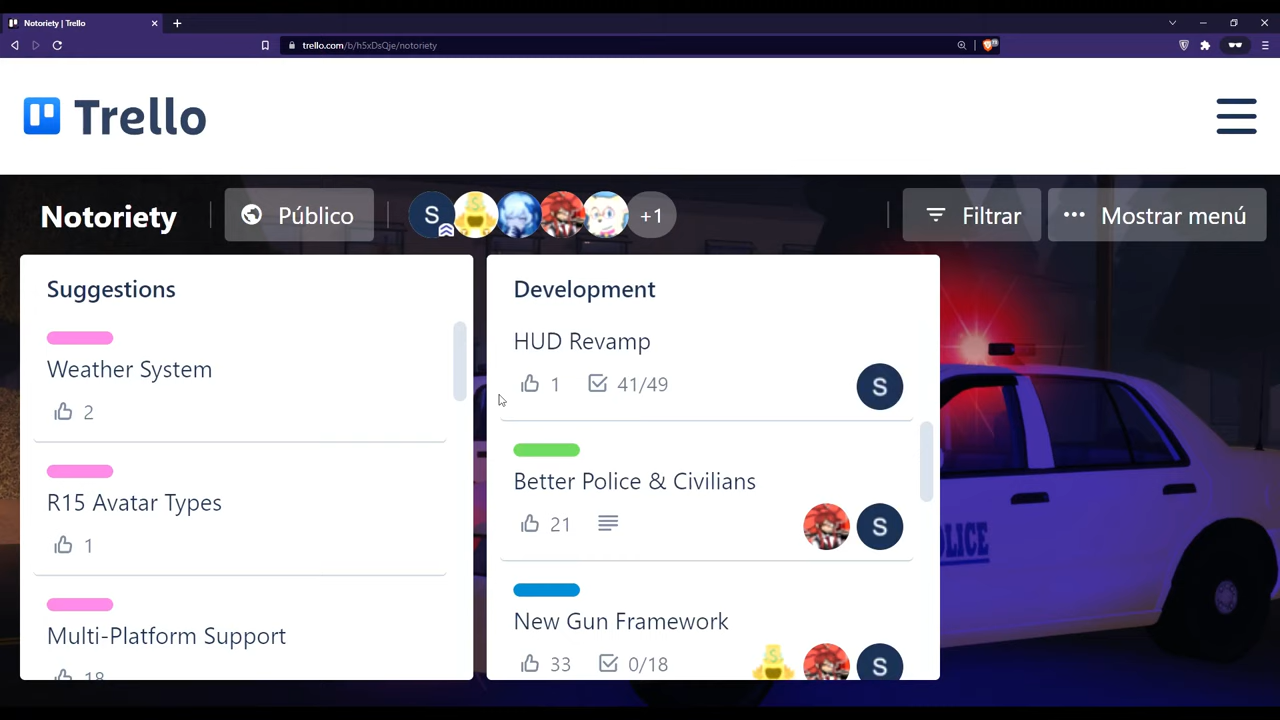 Notoriety | Trello
trello.com/b/h5xDsQje/notoriety
Trello
Notoriety
Público
S
+1
Filtrar
Mostrar menú
Suggestions
Weather System
2
R15 Avatar Types
1
Multi-Platform Support
18
Development
HUD Revamp
1
41/49
S
Better Police & Civilians
21
S
New Gun Framework
33
0/18
S
POLICE